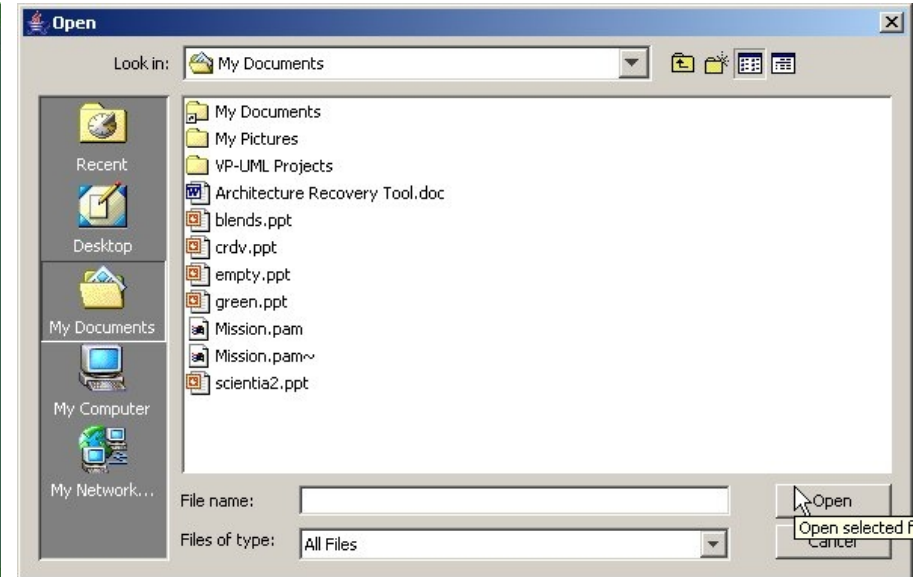 Open
Look in: My Documents
Recent
Desktop
My Documents
My Computer
My Network...
My Documents
My Pictures
VP-UML Projects
Architecture Recovery Tool.doc
blends.ppt
crdv.ppt
empty.ppt
green.ppt
Mission.pam
Mission.pam~
scientia2.ppt
File name: Open
Open selected f
Files of type: All Files Cancel